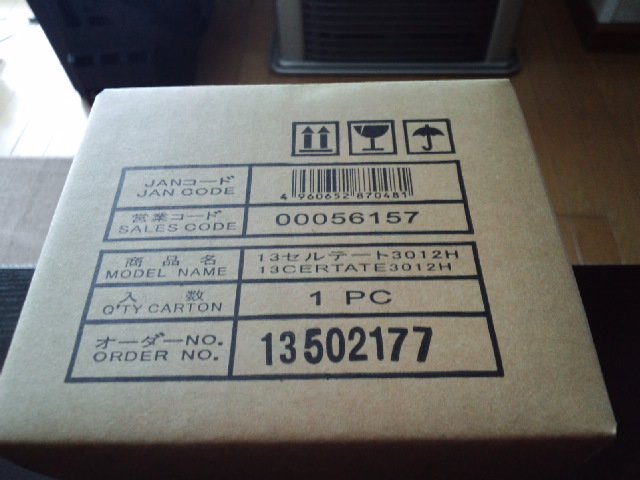 JANコード
JAN CODE
4 960652 870481
営業コード
SALES CODE
00056157
商品名
MODEL NAME
13セルテート3012H
13CERTATE3012H
入数
Q'TY CARTON
1 PC
オーダーNO.
ORDER NO.
13502177